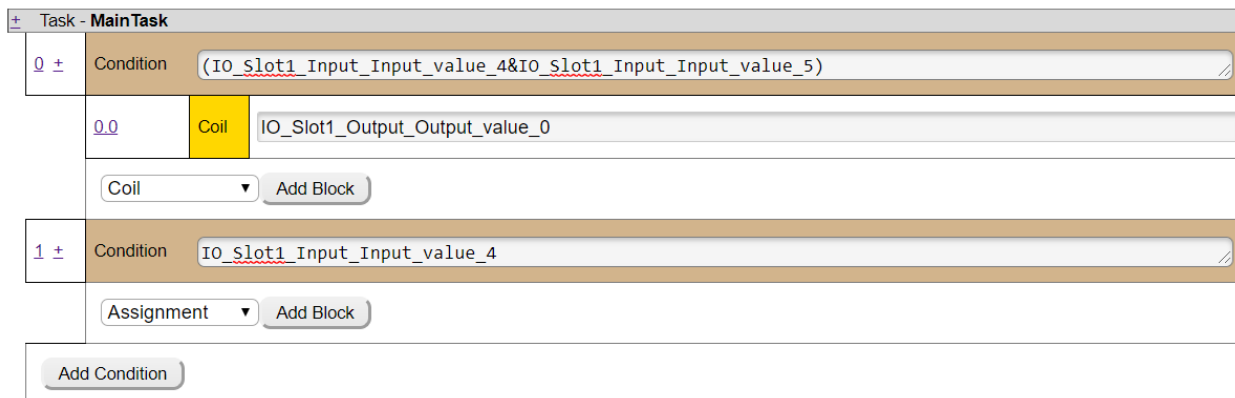 + Task - MainTask
0 + Condition (IO_Slot1_Input_Input_value_4&IO_Slot1_Input_Input_value_5)
0.0 Coil IO_Slot1_Output_Output_value_0
Coil Add Block
1 + Condition IO_Slot1_Input_Input_value_4
Assignment Add Block
Add Condition